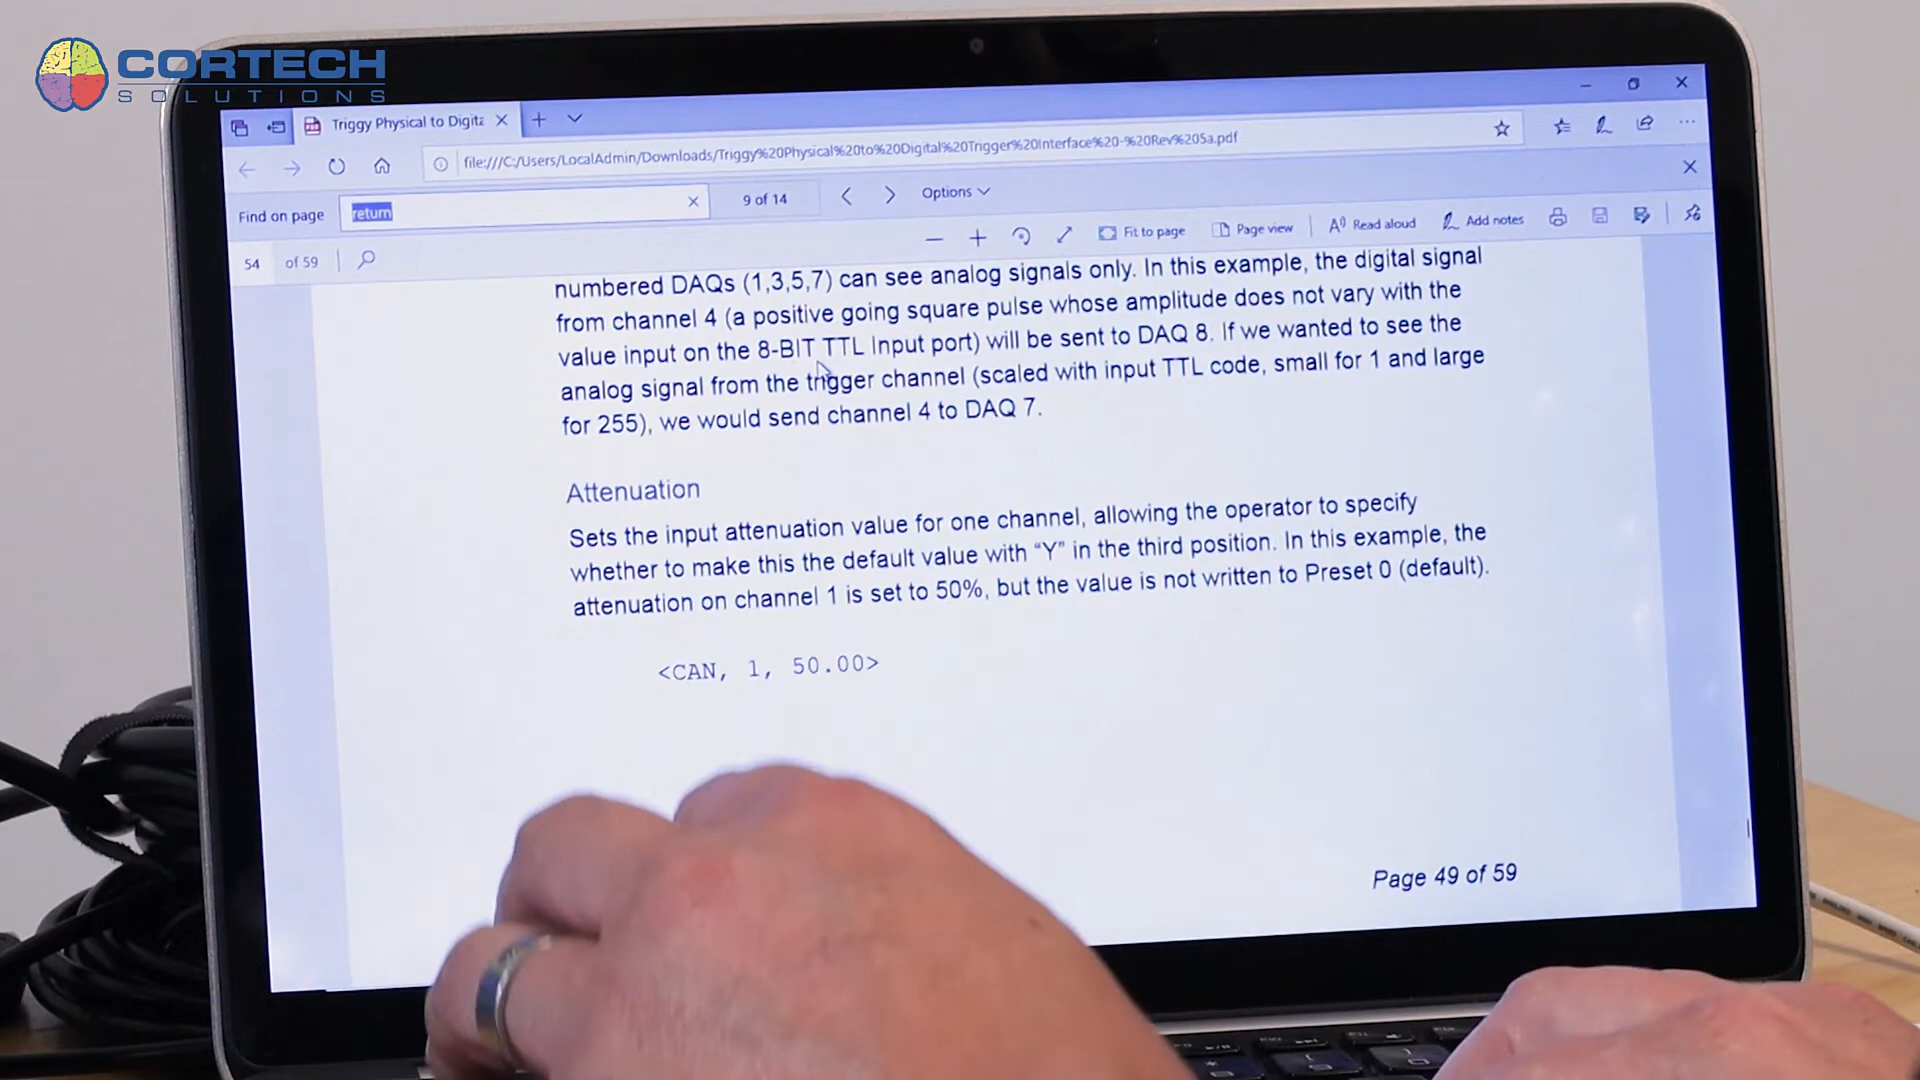 CORTECH
SOLUTIONS
Triggy Physical to Digita
file:///C:/Users/LocalAdmin/Downloads/Triggy%20Physical%20to%20Digital%20Trigger%20Interface%20-%20Rev%205a.pdf
Find on page return 9 of 14 Options
54 of 59 Fit to page Page view Read aloud Add notes
numbered DAQs (1,3,5,7) can see analog signals only. In this example, the digital signal
from channel 4 (a positive going square pulse whose amplitude does not vary with the
value input on the 8-BIT TTL Input port) will be sent to DAQ 8. If we wanted to see the
analog signal from the trigger channel (scaled with input TTL code, small for 1 and large
for 255), we would send channel 4 to DAQ 7.
Attenuation
Sets the input attenuation value for one channel, allowing the operator to specify
whether to make this the default value with “Y” in the third position. In this example, the
attenuation on channel 1 is set to 50%, but the value is not written to Preset 0 (default).
<CAN, 1, 50.00>
Page 49 of 59